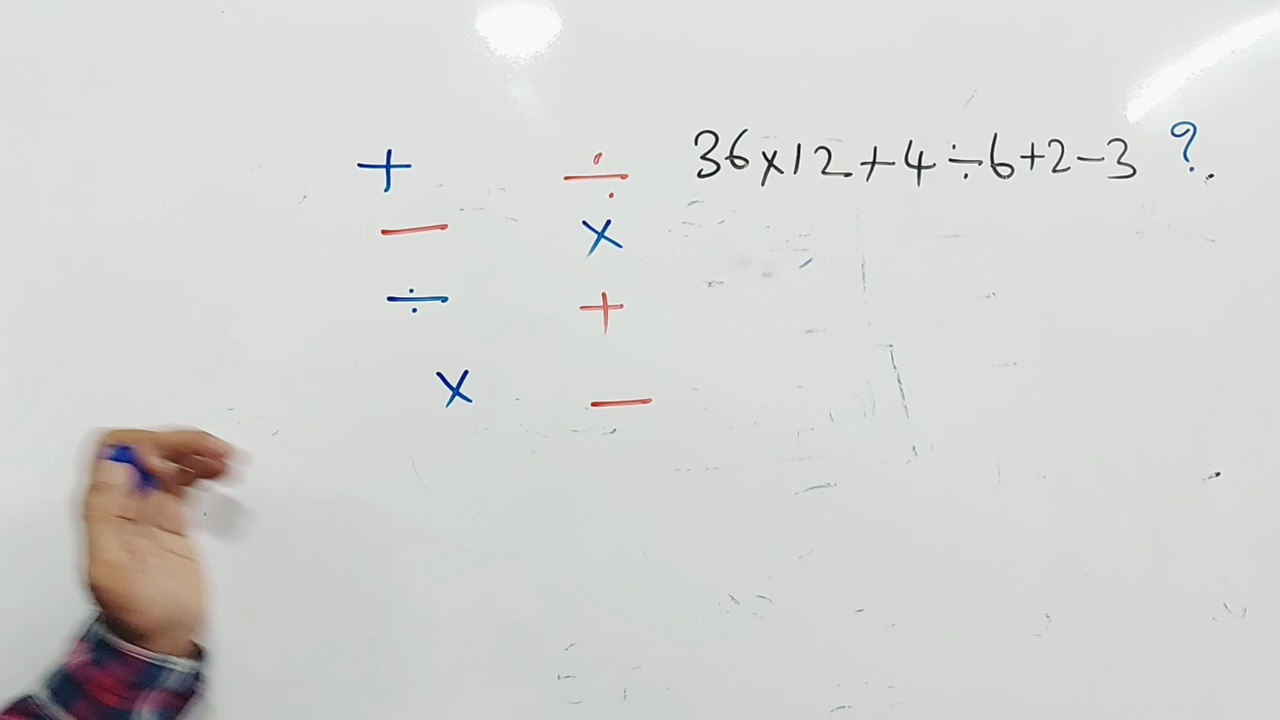 + ÷ 36×12+4÷6+2−3 ?
− ×
÷ +
× −